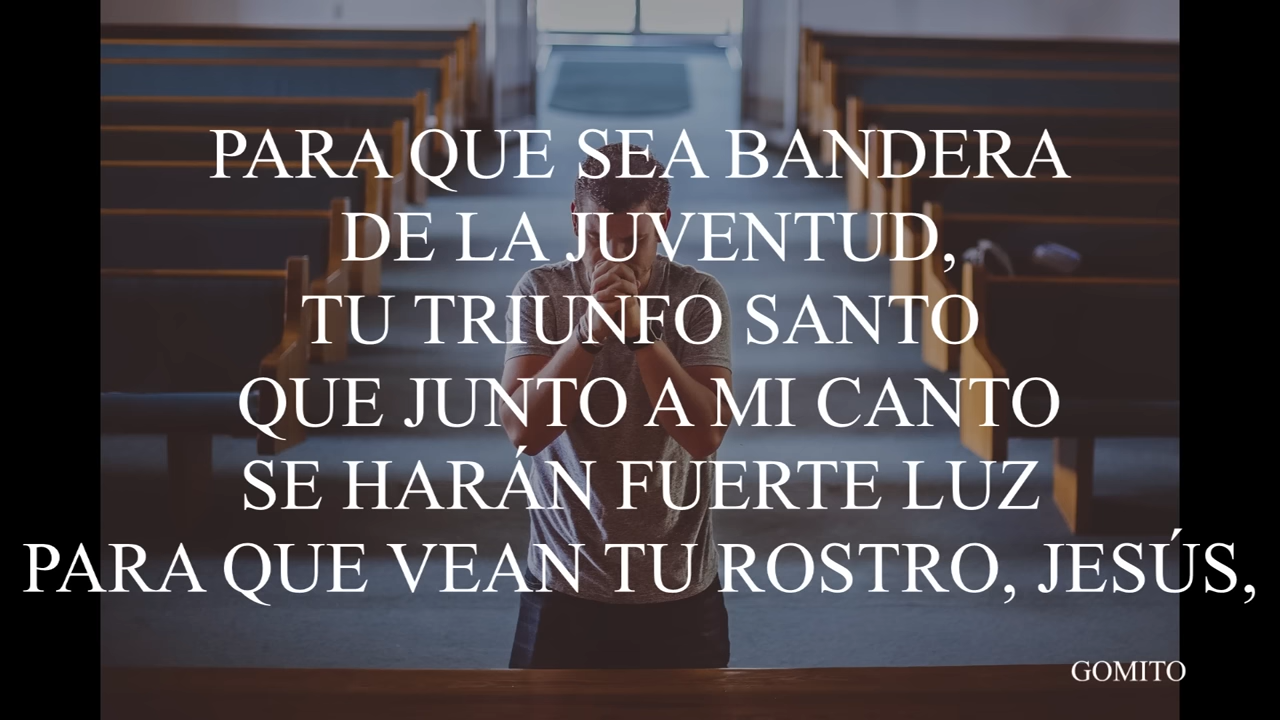 PARA QUE SEA BANDERA
DE LA JUVENTUD,
TU TRIUNFO SANTO
QUE JUNTO A MI CANTO
SE HARÁN FUERTE LUZ
PARA QUE VEAN TU ROSTRO, JESÚS,
GOMITO